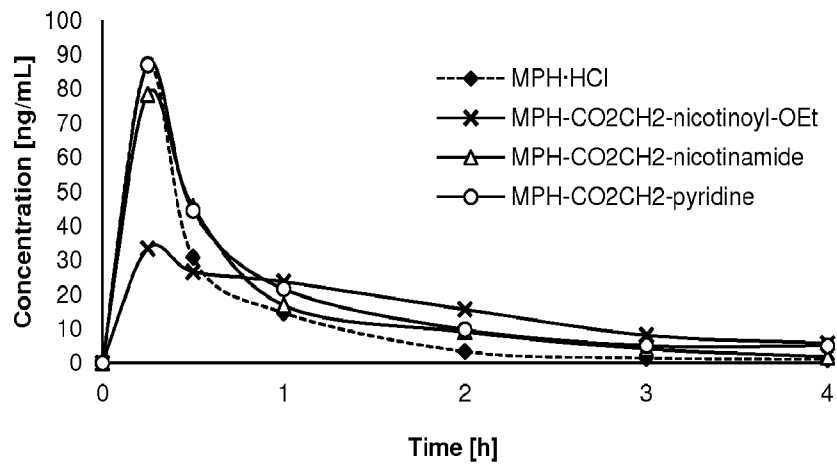 100
90
80
70
60
50
40
30
20
10
0
Concentration [ng/mL]
MPH·HCl
MPH-CO2CH2-nicotinoyl-OEt
MPH-CO2CH2-nicotinamide
MPH-CO2CH2-pyridine
0 1 2 3 4
Time [h]